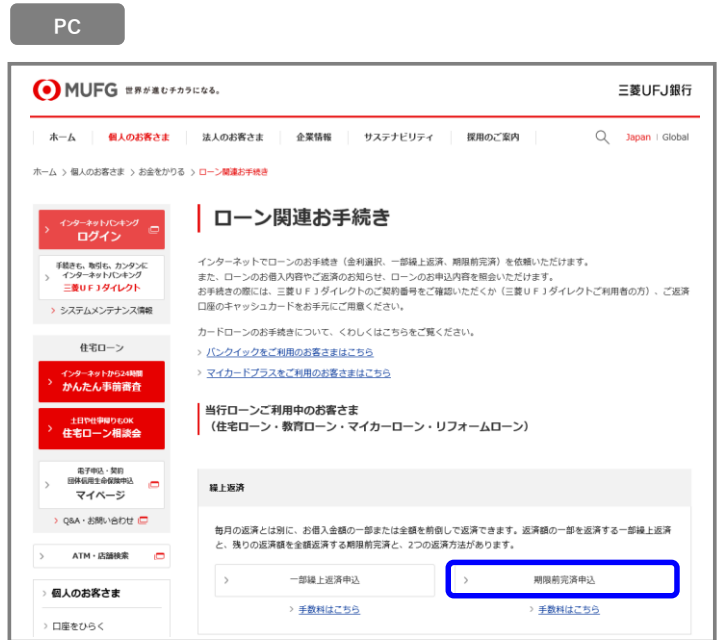 PC
MUFG 世界が進むチカラになる。
三菱UFJ銀行
ホーム 個人のお客さま 法人のお客さま 企業情報 サステナビリティ 採用のご案内 Japan | Global
ホーム > 個人のお客さま > お金をかりる > ローン関連お手続き
インターネットバンキング
ログイン
手続きも、取引も、カンタンに
インターネットバンキング
三菱UFJダイレクト
> システムメンテナンス情報
住宅ローン
インターネットから24時間
かんたん事前審査
土日や仕事帰りもOK
住宅ローン相談会
電子申込・契約
団体信用生命保険申込
マイページ
> Q&A・お問い合わせ
> ATM・店舗検索
> 個人のお客さま
> 口座をひらく
ローン関連お手続き
インターネットでローンのお手続き（金利選択、一部繰上返済、期限前完済）を依頼いただけます。
また、ローンのお借入内容やご返済のお知らせ、ローンのお申込内容を照会いただけます。
お手続きの際には、三菱ＵＦＪダイレクトのご契約番号をご確認いただくか（三菱ＵＦＪダイレクトご利用者の方）、ご返済
口座のキャッシュカードをお手元にご用意ください。
カードローンのお手続きについて、くわしくはこちらをご覧ください。
> バンクイックをご利用のお客さまはこちら
> マイカードプラスをご利用のお客さまはこちら
当行ローンご利用中のお客さま
（住宅ローン・教育ローン・マイカーローン・リフォームローン）
繰上返済
毎月の返済とは別に、お借入金額の一部または全額を前倒しで返済できます。返済額の一部を返済する一部繰上返済
と、残りの返済額を全額返済する期限前完済と、2つの返済方法があります。
> 一部繰上返済申込
> 期限前完済申込
> 手数料はこちら
> 手数料はこちら